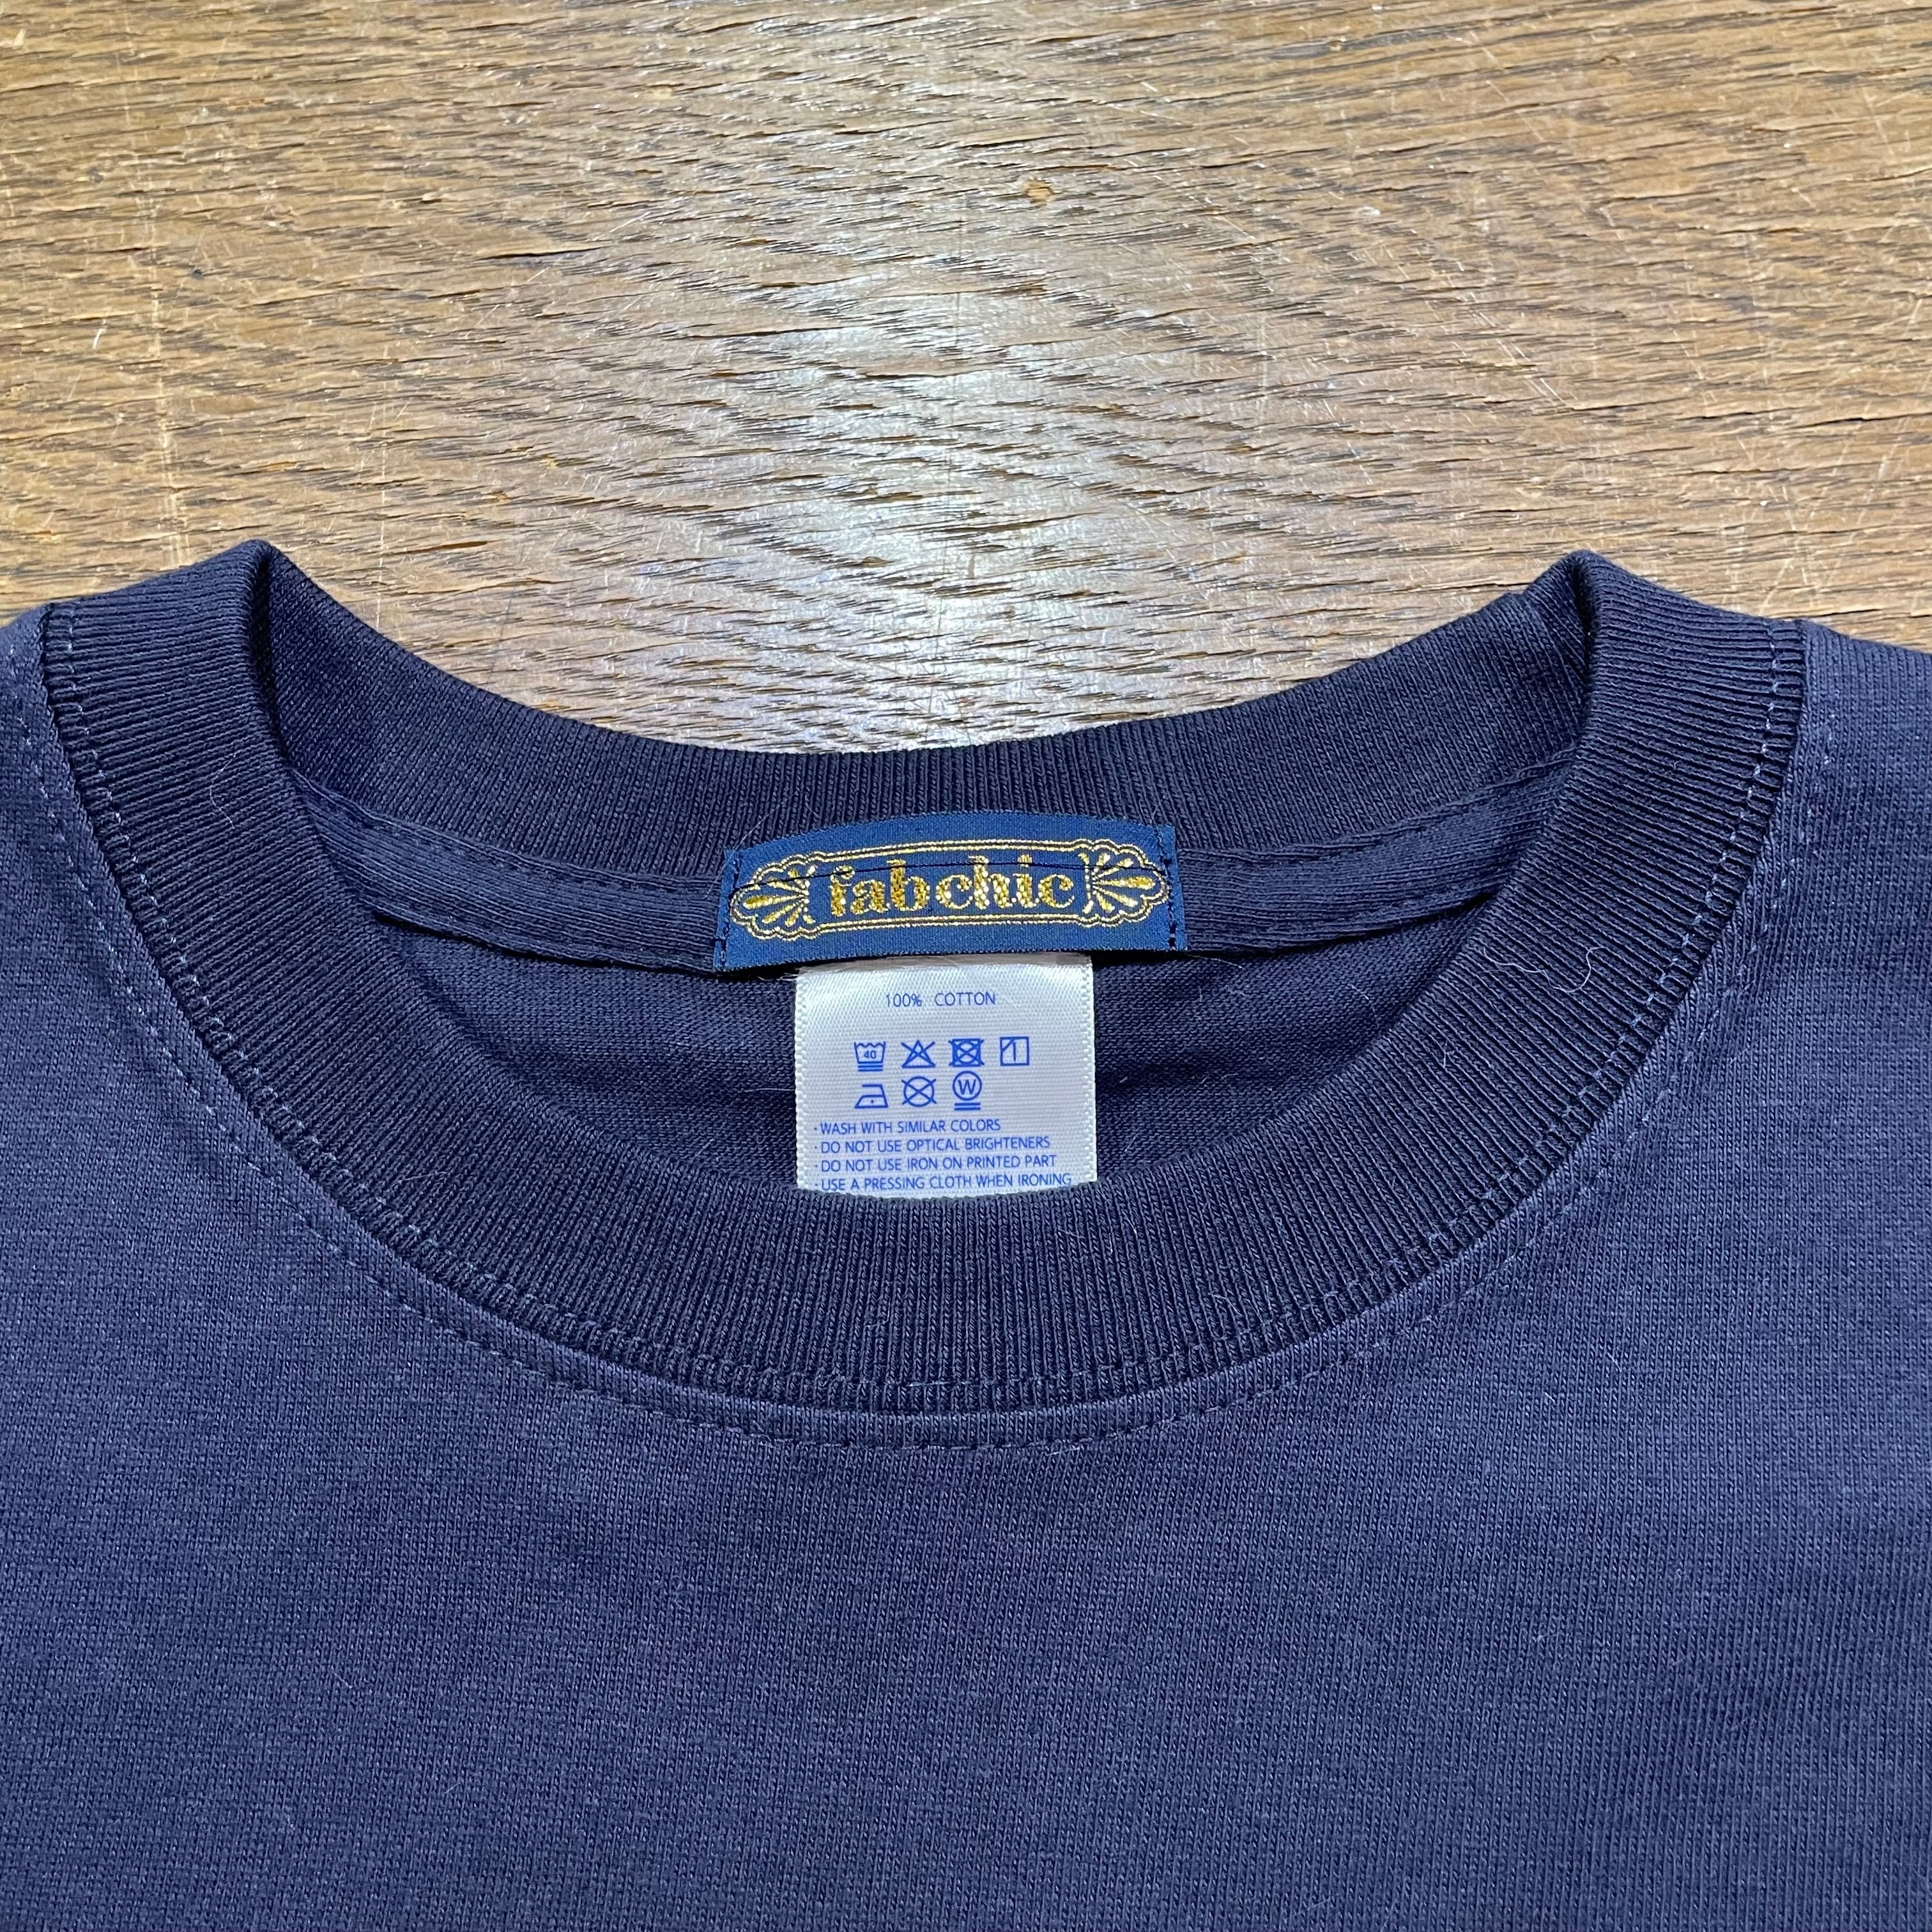 fabchic
100% COTTON
40
W
・WASH WITH SIMILAR COLORS
・DO NOT USE OPTICAL BRIGHTENERS
・DO NOT USE IRON ON PRINTED PART
・USE A PRESSING CLOTH WHEN IRONING